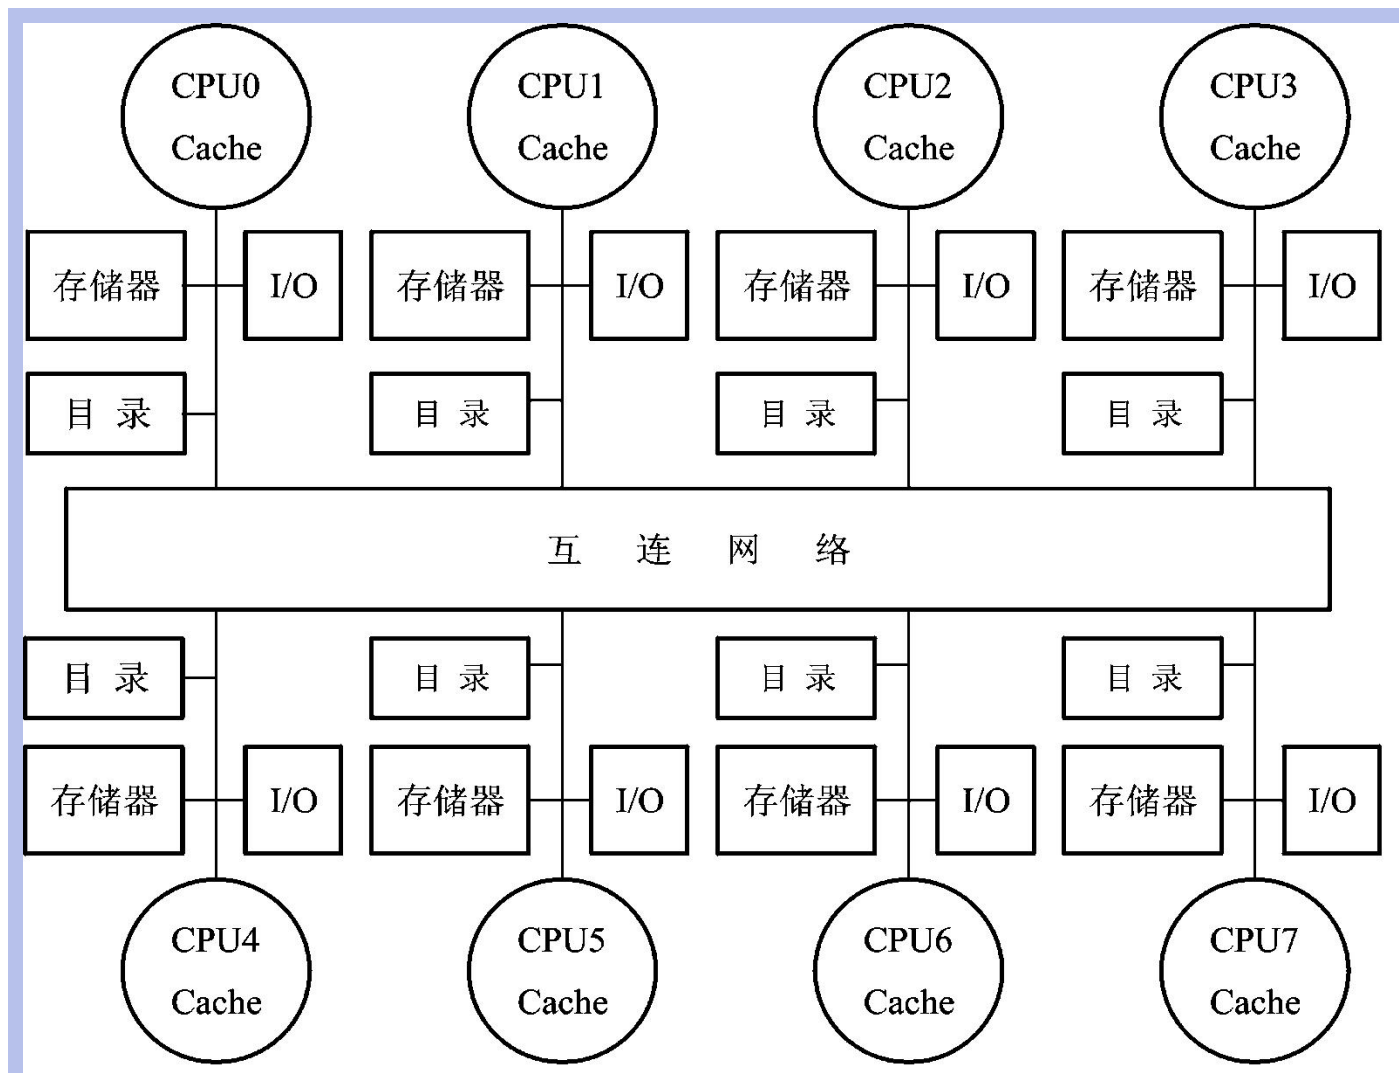 CPU0 CPU1 CPU2 CPU3
Cache Cache Cache Cache
存储器 I/O 存储器 I/O 存储器 I/O 存储器 I/O
目 录 目 录 目 录 目 录
互 连 网 络
目 录 目 录 目 录 目 录
存储器 I/O 存储器 I/O 存储器 I/O 存储器 I/O
CPU4 CPU5 CPU6 CPU7
Cache Cache Cache Cache